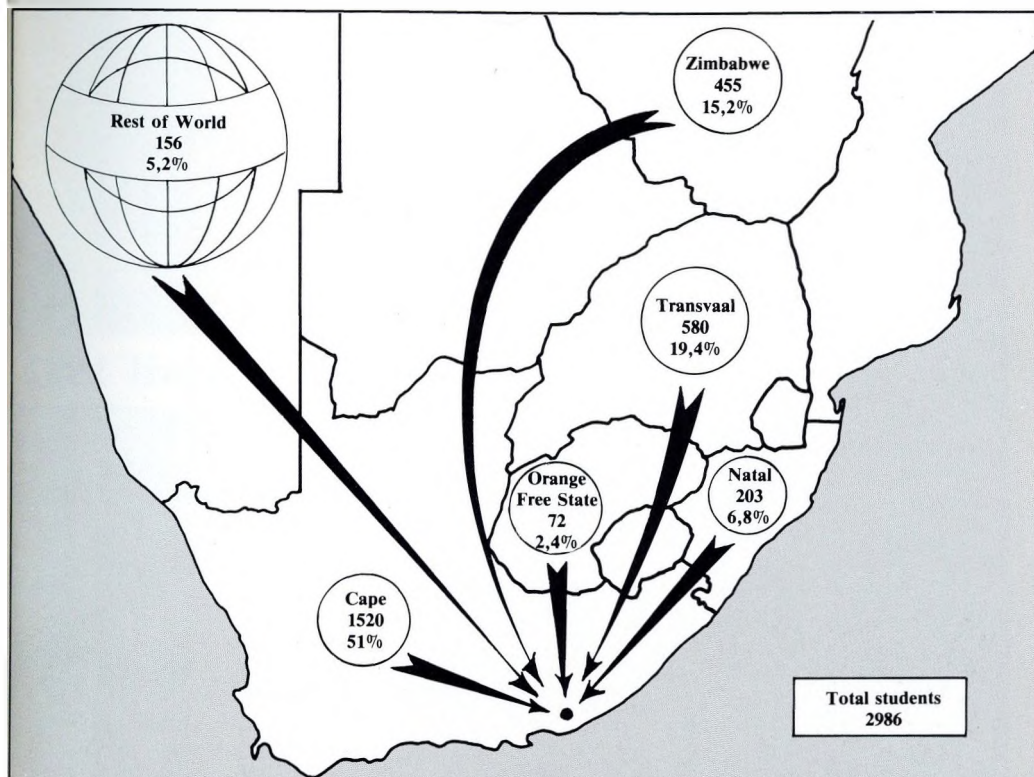 Rest of World
156
5,2%
Zimbabwe
455
15,2%
Transvaal
580
19,4%
Orange
Free State
72
2,4%
Natal
203
6,8%
Cape
1520
51%
Total students
2986